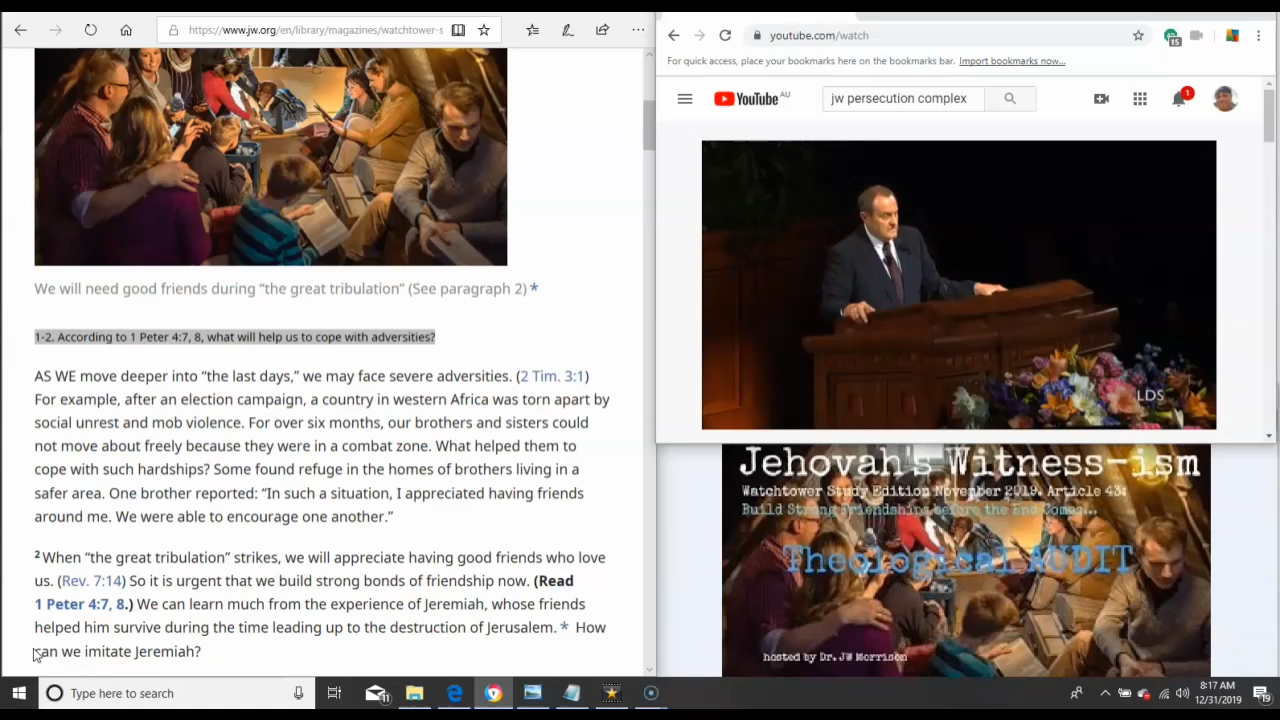 https://www.jw.org/en/library/magazines/watchtower-s
We will need good friends during “the great tribulation” (See paragraph 2) *
1-2. According to 1 Peter 4:7, 8, what will help us to cope with adversities?
AS WE move deeper into “the last days,” we may face severe adversities. (2 Tim. 3:1)
For example, after an election campaign, a country in western Africa was torn apart by
social unrest and mob violence. For over six months, our brothers and sisters could
not move about freely because they were in a combat zone. What helped them to
cope with such hardships? Some found refuge in the homes of brothers living in a
safer area. One brother reported: “In such a situation, I appreciated having friends
around me. We were able to encourage one another.”
2 When “the great tribulation” strikes, we will appreciate having good friends who love
us. (Rev. 7:14) So it is urgent that we build strong bonds of friendship now. (Read
1 Peter 4:7, 8.) We can learn much from the experience of Jeremiah, whose friends
helped him survive during the time leading up to the destruction of Jerusalem. * How
can we imitate Jeremiah?
youtube.com/watch
15
For quick access, place your bookmarks here on the bookmarks bar. Import bookmarks now...
YouTube AU
jw persecution complex
1
LDS
Jehovah's Witness-ism
Watchtower Study Edition November 2019. Article 43:
Build Strong Friendships before the End Comes...
Theological AUDIT
hosted by Dr. JW Morrison
Type here to search
11
8:17 AM
12/31/2019
19